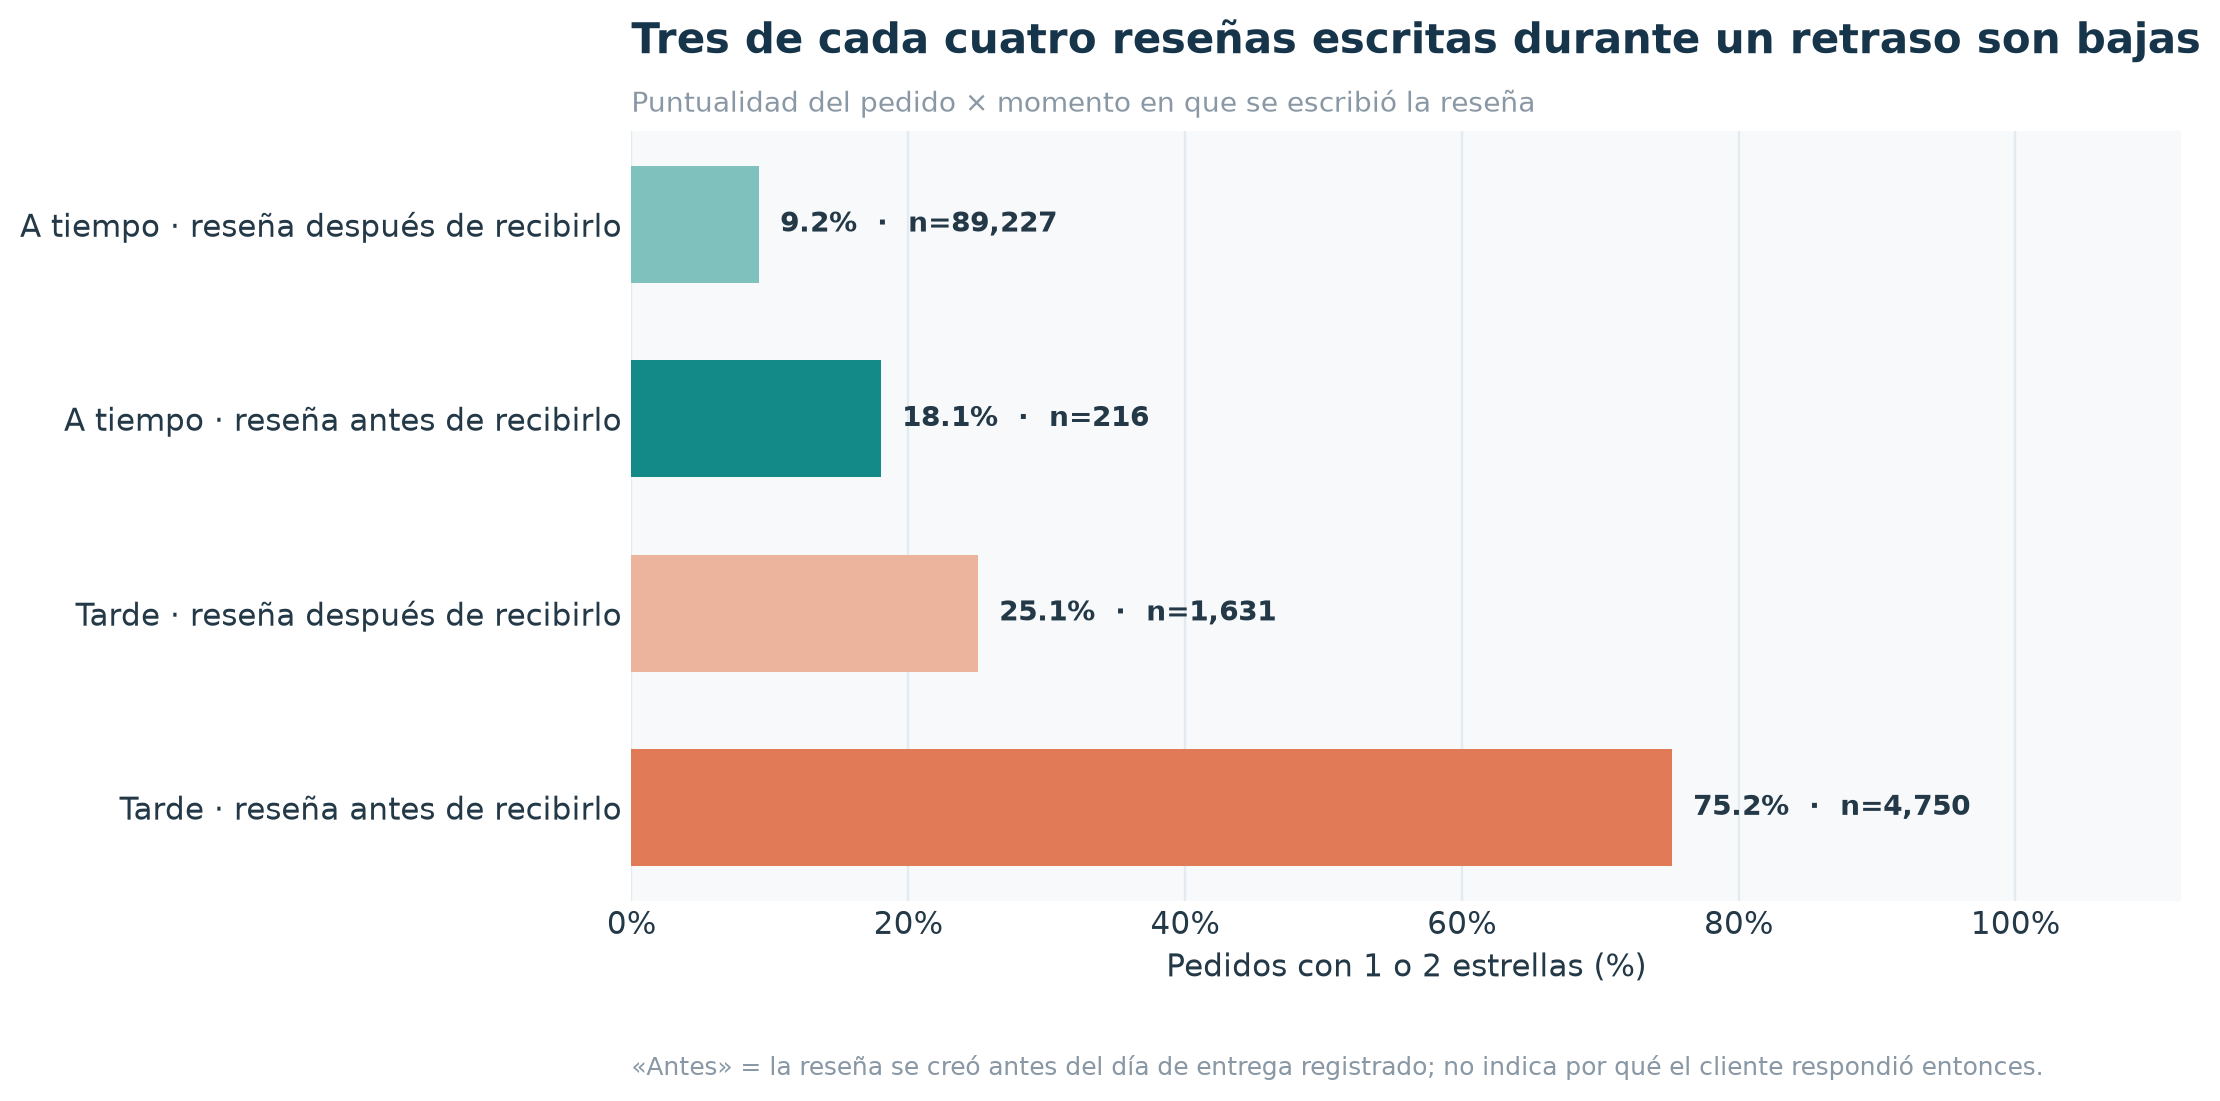 Tres de cada cuatro reseñas escritas durante un retraso son bajas
Puntualidad del pedido × momento en que se escribió la reseña
A tiempo · reseña después de recibirlo
9.2% · n=89,227
A tiempo · reseña antes de recibirlo
18.1% · n=216
Tarde · reseña después de recibirlo
25.1% · n=1,631
Tarde · reseña antes de recibirlo
75.2% · n=4,750
0% 20% 40% 60% 80% 100%
Pedidos con 1 o 2 estrellas (%)
«Antes» = la reseña se creó antes del día de entrega registrado; no indica por qué el cliente respondió entonces.